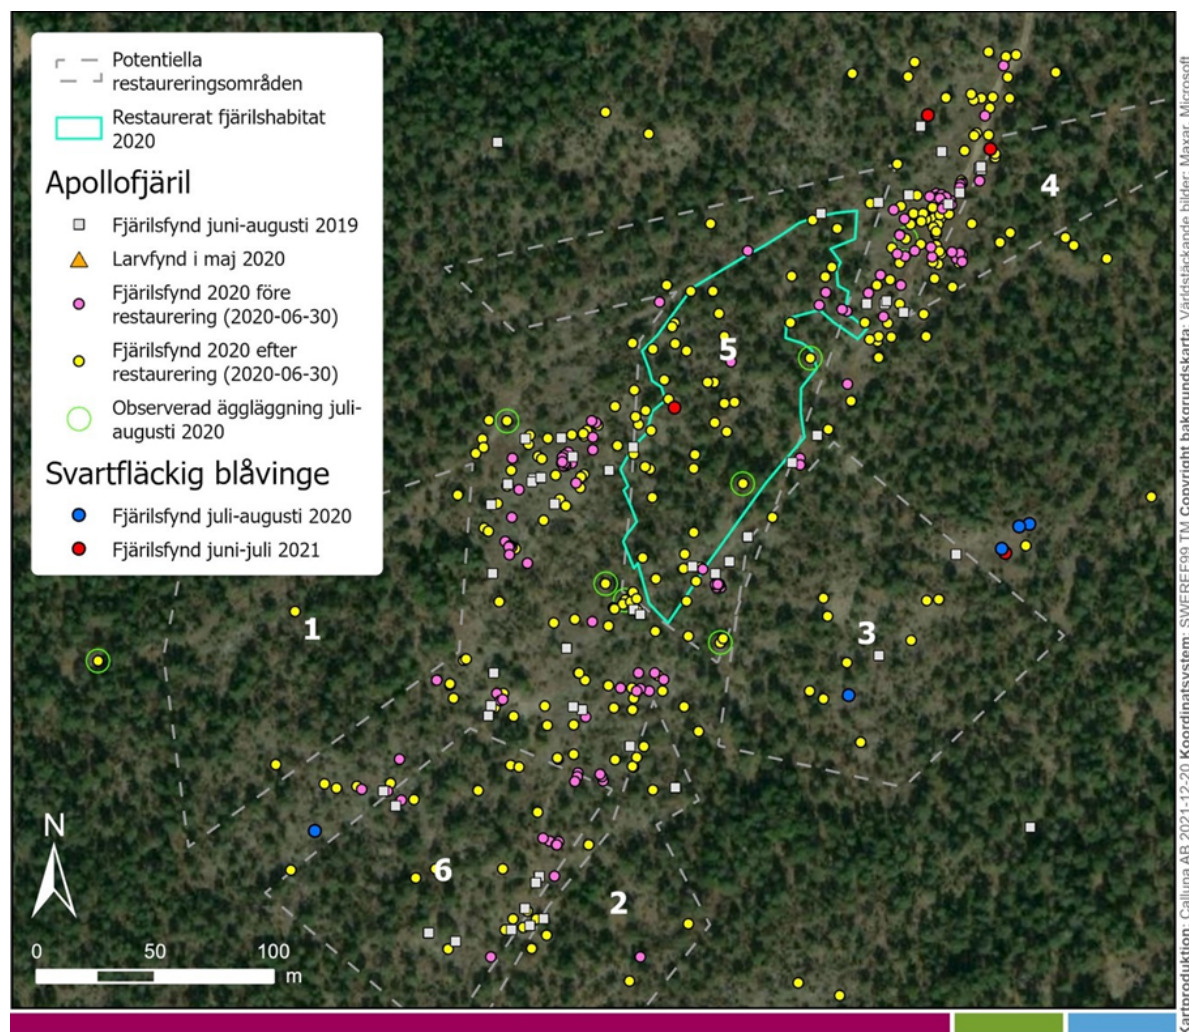 Potentiella
restaureringsområden
Restaurerat fjärilshabitat
2020
Apollofjäril
Fjärilsfynd juni-augusti 2019
Larvfynd i maj 2020
Fjärilsfynd 2020 före
restaurering (2020-06-30)
Fjärilsfynd 2020 efter
restaurering (2020-06-30)
Observerad äggläggning juli-
augusti 2020
Svartfläckig blåvinge
Fjärilsfynd juli-augusti 2020
Fjärilsfynd juni-juli 2021
4
5
1
3
6
2
N
0 50 100
m
Kartproduktion: Calluna AB 2021-12-20 Koordinatsystem: SWEREF99 TM Copyright bakgrundskarta: Världstäckande bilder: Maxar, Microsoft